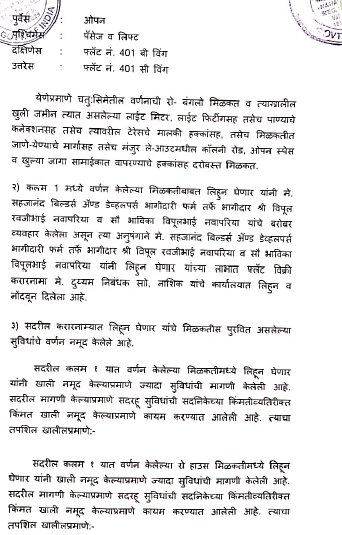 पुर्वेस : ओपन
पश्चिमेस : पॅसेज व लिफ्ट
दक्षिणेस : फ्लॅट नं. 401 बी विंग
उत्तरेस : फ्लॅट नं. 401 सी विंग
येणेप्रमाणे चतु:सिमेतील वर्णनाची रो- बंगलो मिळकत व त्याखालील
खुली जमीन त्यात असलेल्या लाईट मिटर, लाईट फिटींगसह तसेच पाण्याचे
कनेक्शनसह तसेच त्यावरील टेरेसचे मालकी हक्कांसह, तसेच मिळकतीत
जाणे-येण्याचे मार्गासह तसेच मंजुर ले-आउटमधील कॉलनी रोड, ओपन स्पेस
व खुल्या जागा सामाईकात वापरण्याचे हक्कांसह दरोबस्त मिळकत.
२) कलम 1 मध्ये वर्णन केलेल्या मिळकतीबाबत लिहुन घेणार यांनी मे.
सहजानंद बिल्डर्स ॲण्ड डेव्हलपर्स भागीदारी फर्म तर्फे भागीदार श्री विपूल
रवजीभाई नवापरिया व सौ भाविका विपूलभाई नवापरिया यांचे बरोबर
व्यवहार केलेला असून त्या अनुषंगाने मे. सहजानंद बिल्डर्स ॲण्ड डेव्हलपर्स
भागीदारी फर्म तर्फे भागीदार श्री विपूल रवजीभाई नवापरिया व सौ भाविका
विपूलभाई नवापरिया यांनी लिहुन घेणार यांच्या लाभात फ्लॅट विक्री
करारनामा मे. दुय्यम निबंधक साो, नाशिक यांचे कार्यालयात लिहुन व
नोंदवून दिलेला आहे.
३) सदरील करारनाम्यात लिहून घेणार यांचे मिळकतीस पुरवित असलेल्या
सुविधांचे वर्णन नमूद केलेले आहे.
सदरील कलम १ यात वर्णन केलेल्या मिळकतीमध्ये लिहून घेणार
यांनी खाली नमूद केल्याप्रमाणे ज्यादा सुविधांची मागणी केलेली आहे.
सदरील मागणी केल्याप्रमाणे सदरहू सुविधांची सदनिकेच्या किंमतीव्यतिरीक्त
किंमत खाली नमूद केल्याप्रमाणे कायम करण्यात आलेली आहे. त्याचा
तपशिल खालीलप्रमाणे:-
सदरील कलम १ यात वर्णन केलेल्या रो हाउस मिळकतीमध्ये लिहून
घेणार यांनी खाली नमूद केल्याप्रमाणे ज्यादा सुविधांची मागणी केलेली आहे.
सदरील मागणी केल्याप्रमाणे सदरहू सुविधांची सदनिकेच्या किंमतीव्यतिरीक्त
किंमत खाली नमूद केल्याप्रमाणे कायम करण्यात आलेली आहे. त्याचा
तपशिल खालीलप्रमाणे:-